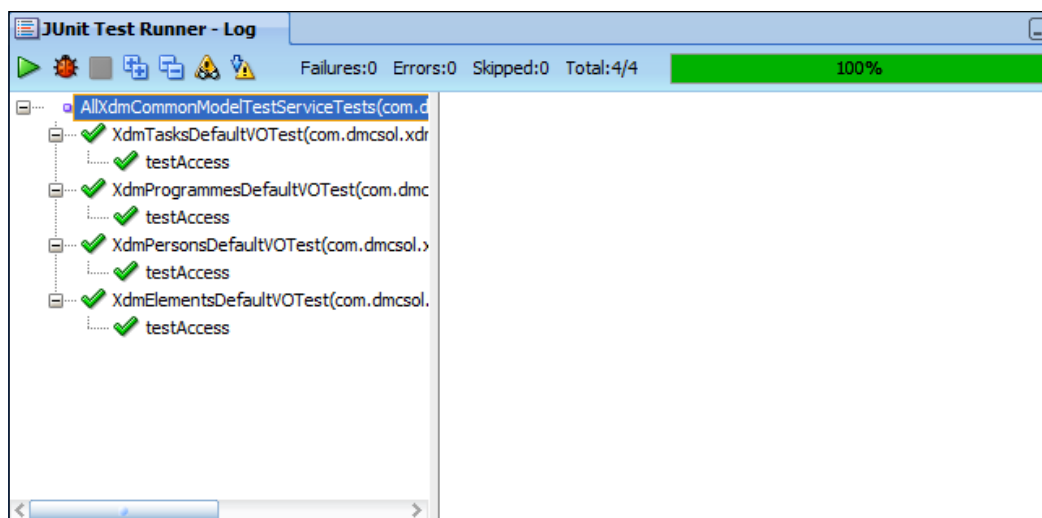 JUnit Test Runner - Log
Failures:0 Errors:0 Skipped:0 Total:4/4 100%
AllXdmCommonModelTestServiceTests(com.d
XdmTasksDefaultVOTest(com.dmcsol.xdr
testAccess
XdmProgrammesDefaultVOTest(com.dmc
testAccess
XdmPersonsDefaultVOTest(com.dmcsol.x
testAccess
XdmElementsDefaultVOTest(com.dmcsol.
testAccess